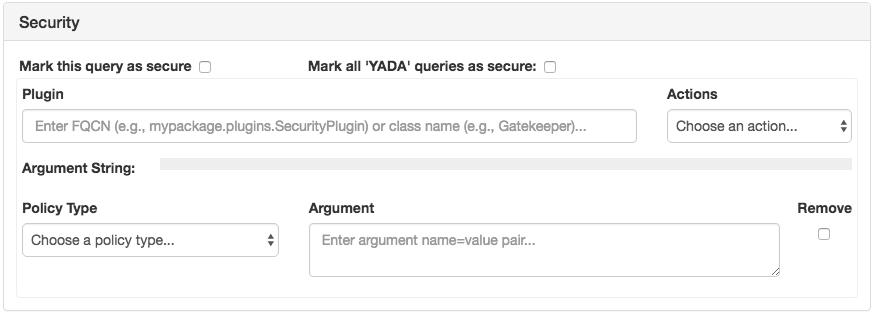 Security
Mark this query as secure Mark all 'YADA' queries as secure:
Plugin Actions
Enter FQCN (e.g., mypackage.plugins.SecurityPlugin) or class name (e.g., Gatekeeper)... Choose an action...
Argument String:
Policy Type Argument Remove
Choose a policy type... Enter argument name=value pair...